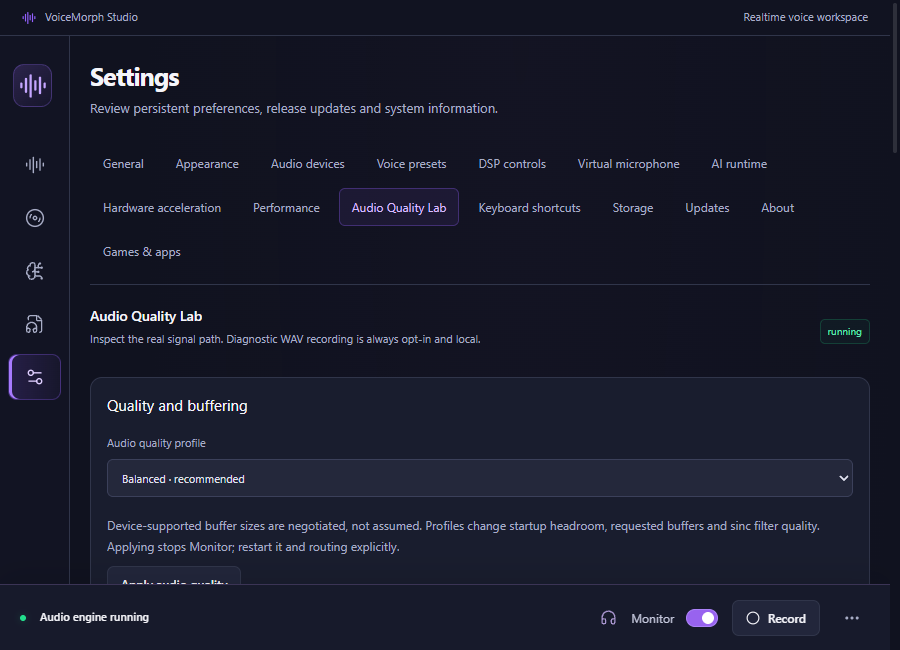 VoiceMorph Studio
Realtime voice workspace
Settings
Review persistent preferences, release updates and system information.
General Appearance Audio devices Voice presets DSP controls Virtual microphone AI runtime
Hardware acceleration Performance Audio Quality Lab Keyboard shortcuts Storage Updates About
Games & apps
Audio Quality Lab
Inspect the real signal path. Diagnostic WAV recording is always opt-in and local.
running
Quality and buffering
Audio quality profile
Balanced · recommended
Device-supported buffer sizes are negotiated, not assumed. Profiles change startup headroom, requested buffers and sinc filter quality.
Applying stops Monitor; restart it and routing explicitly.
Apply audio quality
Audio engine running
Monitor
Record